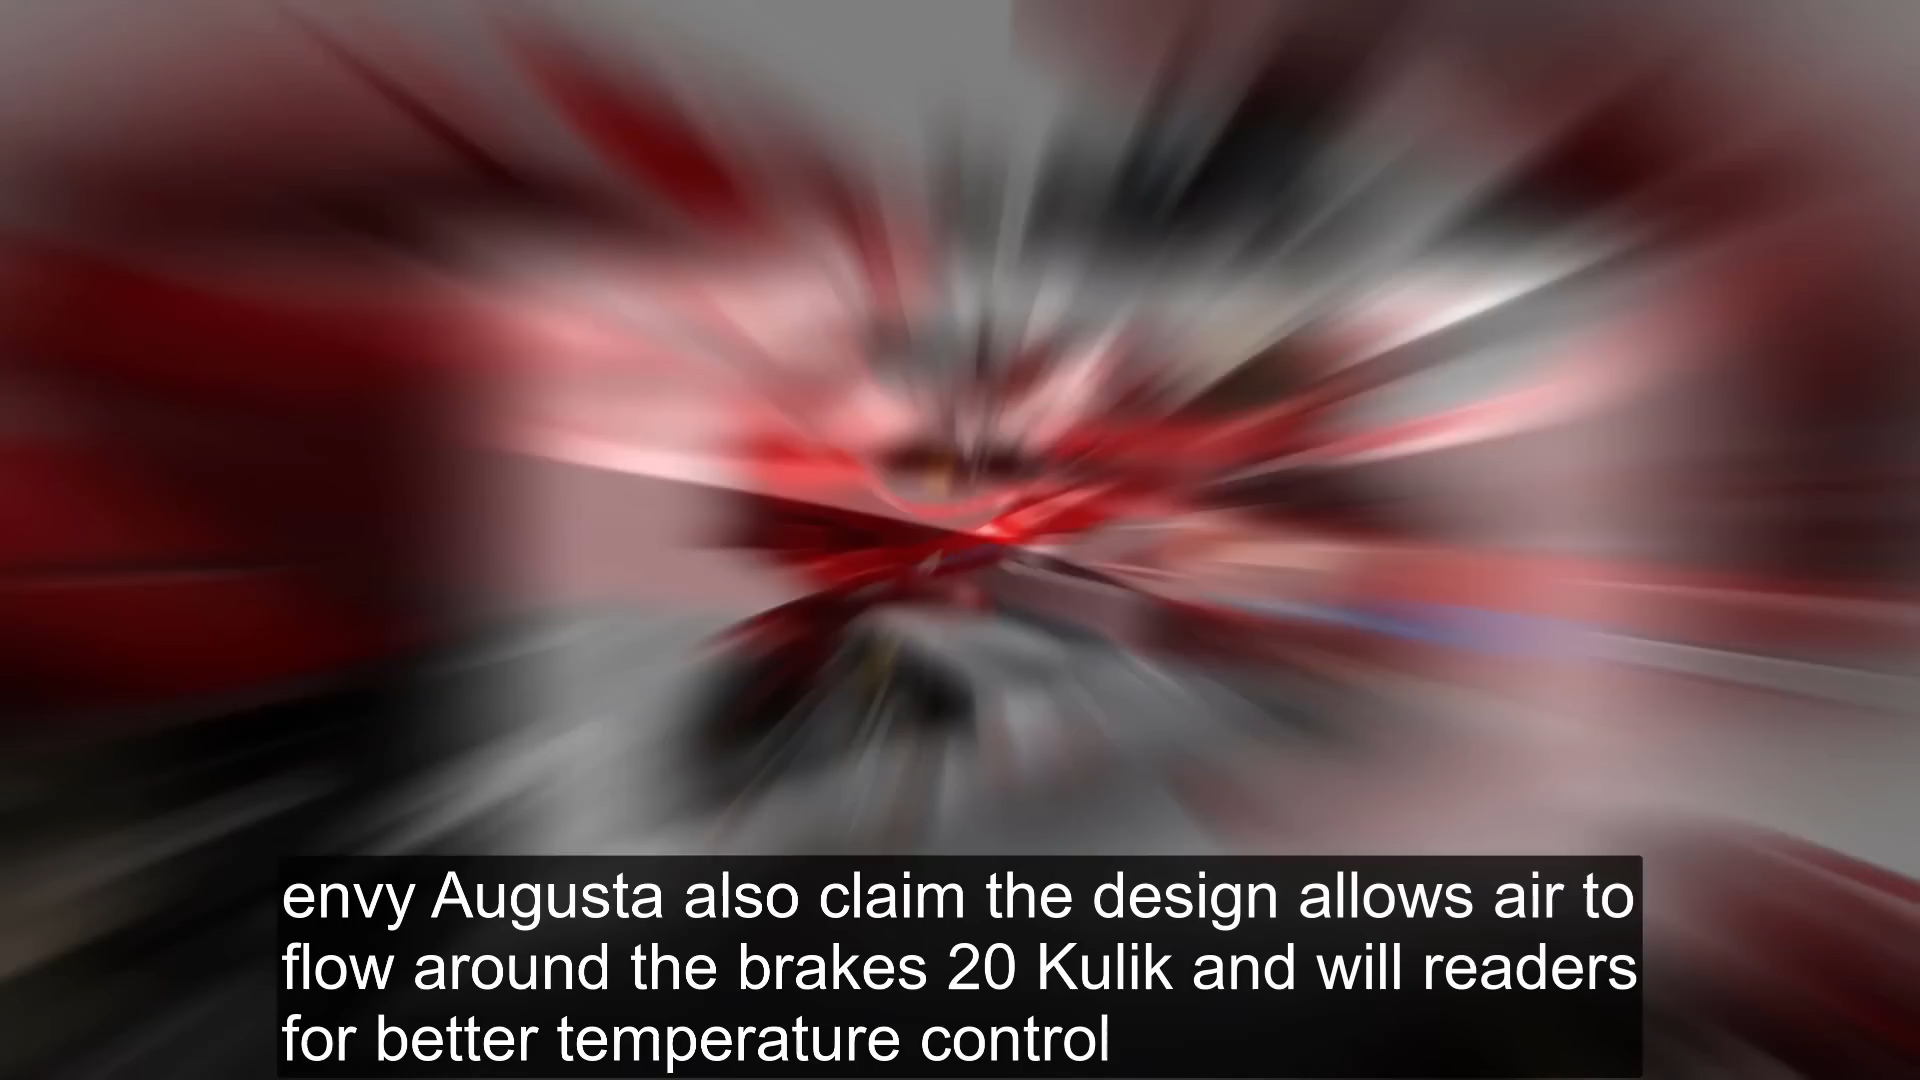 envy Augusta also claim the design allows air to
flow around the brakes 20 Kulik and will readers
for better temperature control